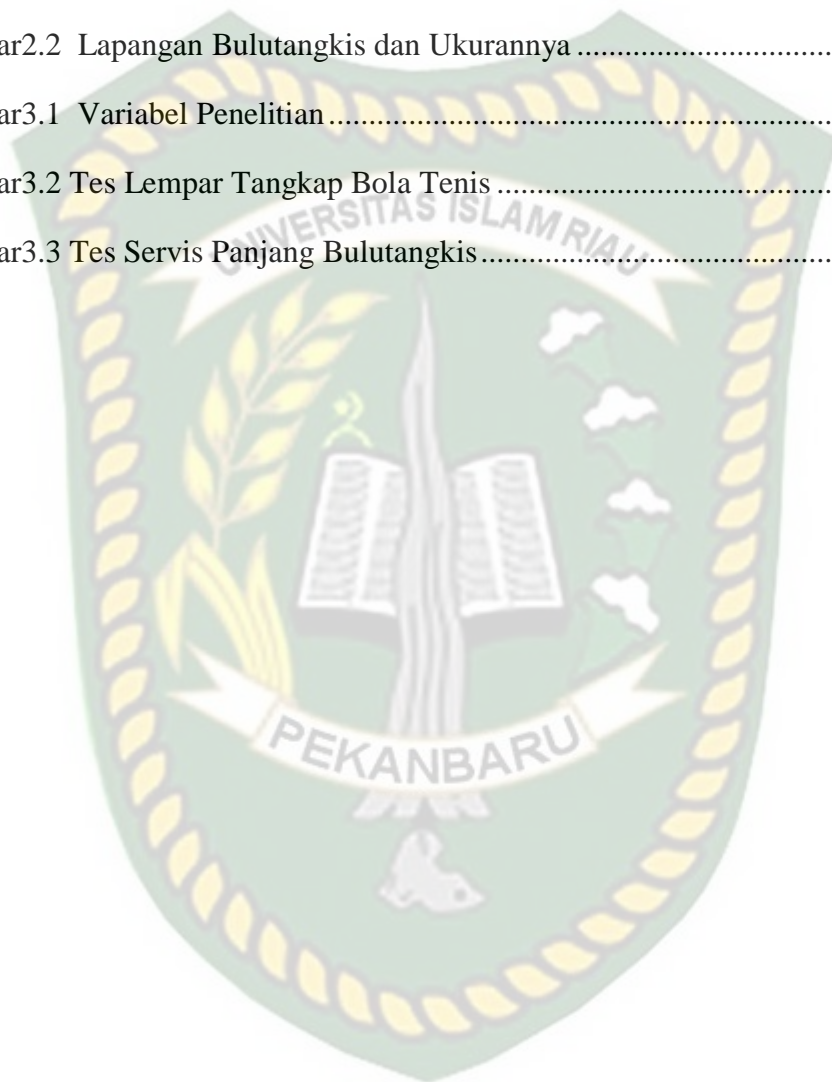 ar2.2 Lapangan Bulutangkis dan Ukurannya ................................
ar3.1 Variabel Penelitian ...............................................................
ar3.2 Tes Lempar Tangkap Bola Tenis ..........................................
ar3.3 Tes Servis Panjang Bulutangkis ............................................
UNIVERSITAS ISLAM RIAU
PEKANBARU